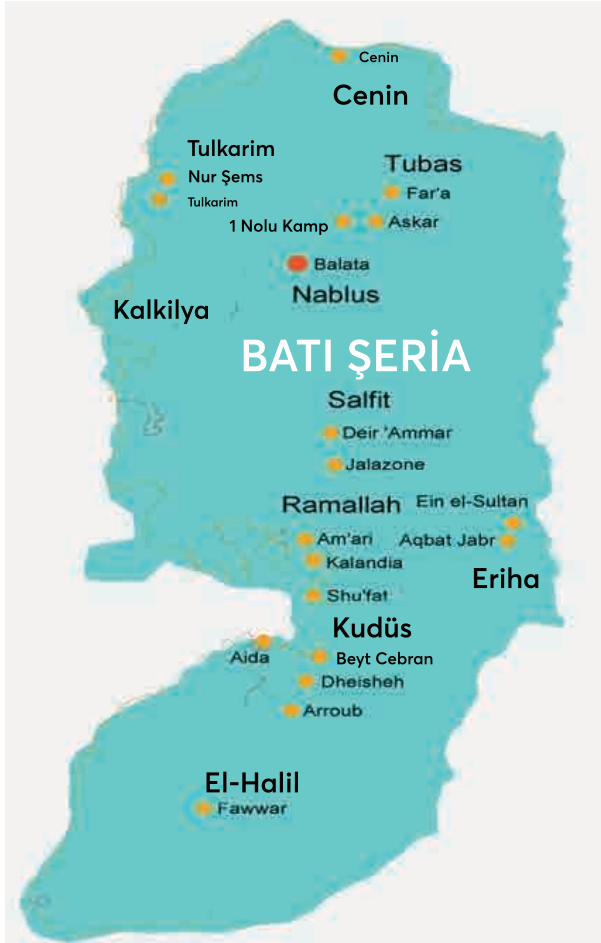 Cenin
Cenin
Tulkarim
Nur Şems
Tulkarim
Tubas
Far'a
1 Nolu Kamp
Askar
Balata
Nablus
Kalkilya
BATI ŞERİA
Salfit
Deir 'Ammar
Jalazone
Ramallah
Ein el-Sultan
Am'ari
Aqbat Jabr
Kalandia
Eriha
Shu'fat
Kudüs
Aida
Beyt Cebran
Dheisheh
Arroub
El-Halil
Fawwar